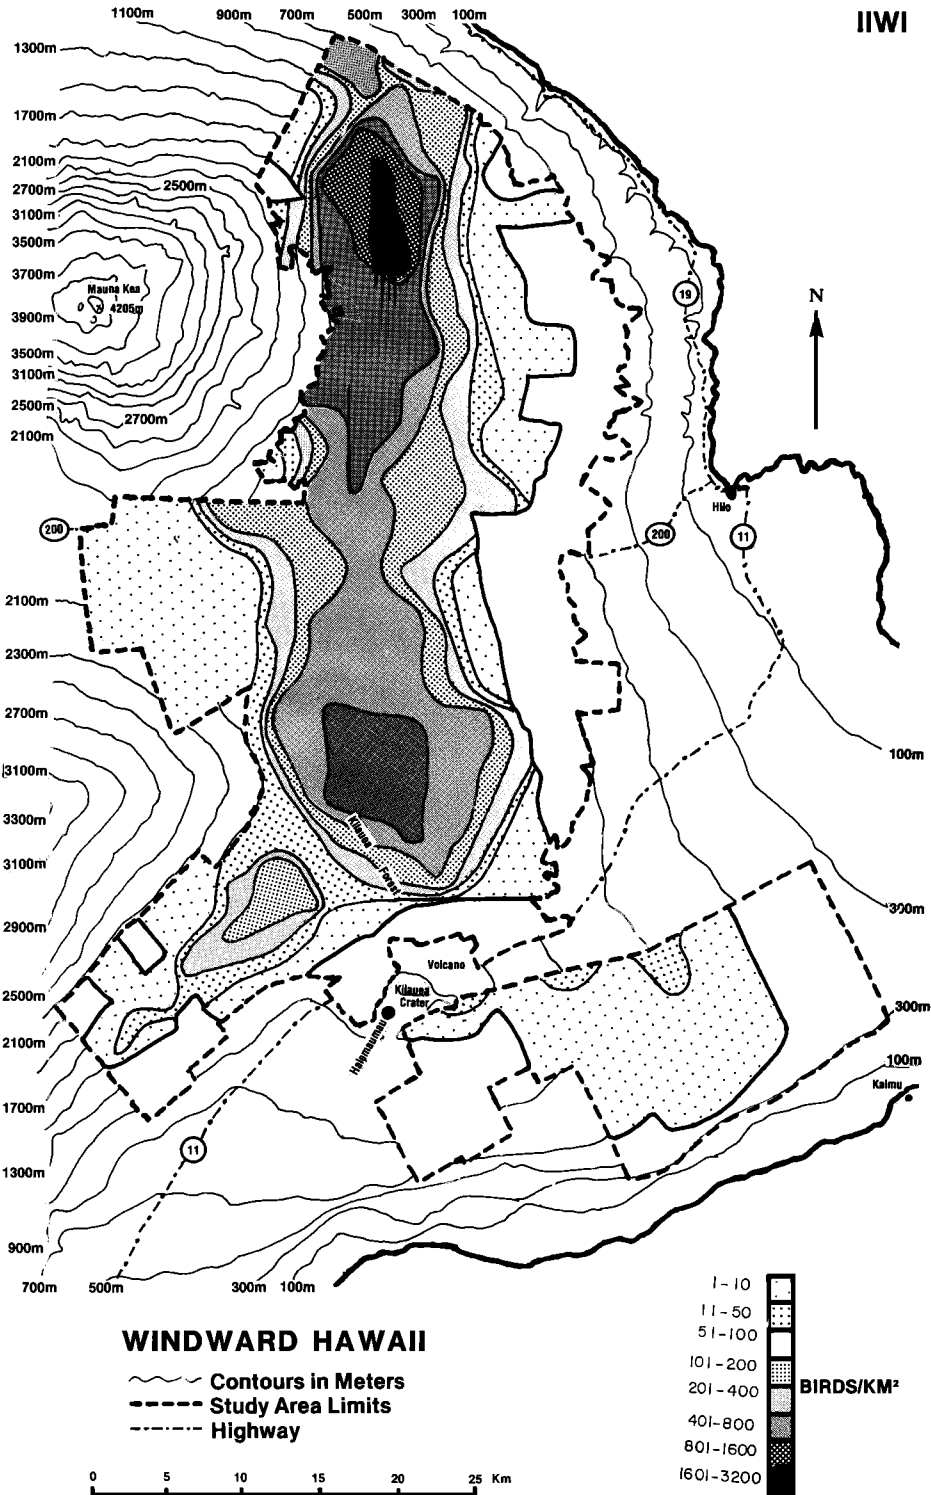 IIWI
1100m
900m
700m
500m
300m
100m
1300m
1700m
2100m
2700m
2500m
3100m
3500m
3700m
Mauna Kea
4205m
3900m
3500m
3100m
2500m
2700m
2100m
19
N
Hilo
200
200
11
2100m
2300m
2700m
3100m
3300m
3100m
2900m
2500m
2100m
1700m
1300m
900m
700m
500m
300m
100m
Kilauea
Forest
100m
300m
300m
100m
Volcano
Kilauea
Crater
Halemaumau
Kaimu
11
WINDWARD HAWAII
Contours in Meters
Study Area Limits
Highway
0 5 10 15 20 25 Km
1-10
11-50
51-100
101-200
201-400
401-800
801-1600
1601-3200
BIRDS/KM²